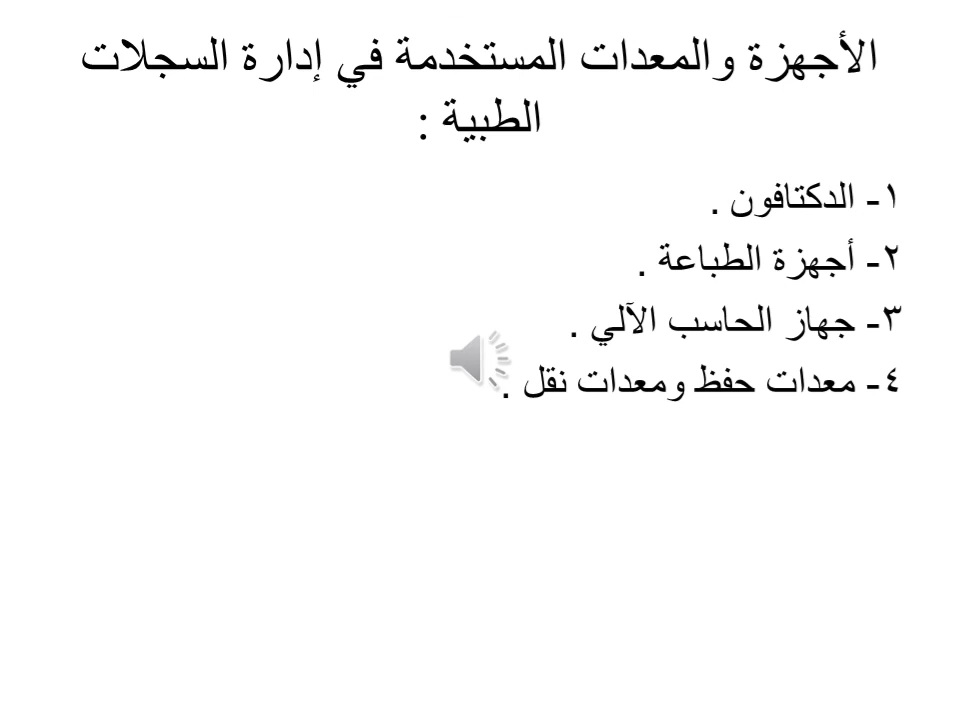 الأجهزة والمعدات المستخدمة في إدارة السجلات
الطبية :
١- الدكتافون .
٢- أجهزة الطباعة .
٣- جهاز الحاسب الآلي .
٤- معدات حفظ ومعدات نقل .